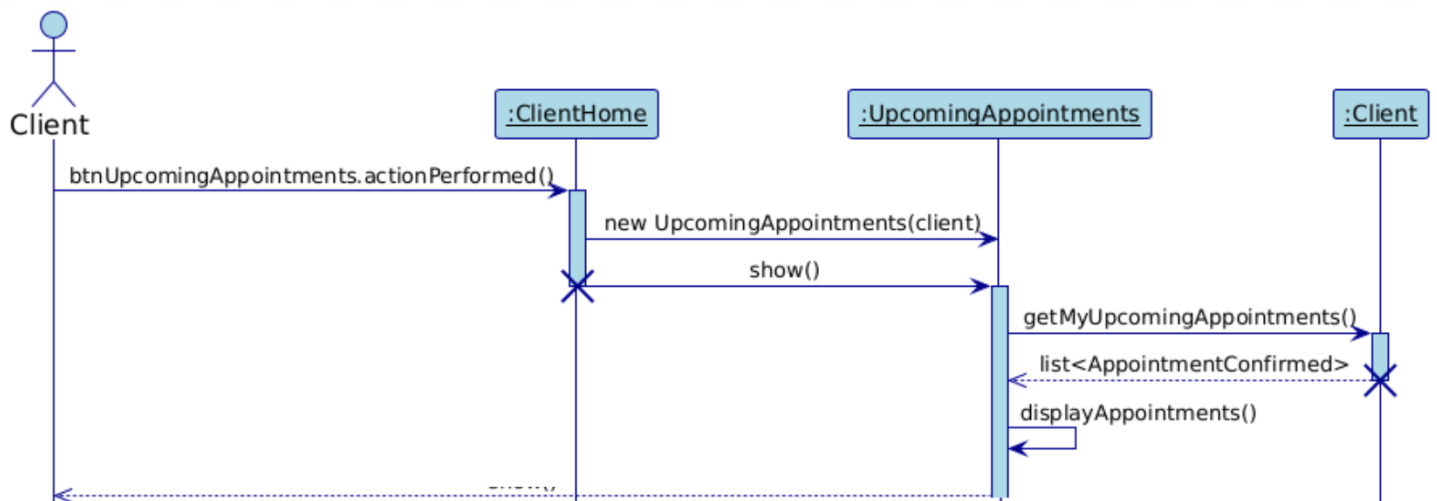 Client
:ClientHome
:UpcomingAppointments
:Client
btnUpcomingAppointments.actionPerformed()
new UpcomingAppointments(client)
show()
getMyUpcomingAppointments()
list<AppointmentConfirmed>
displayAppointments()